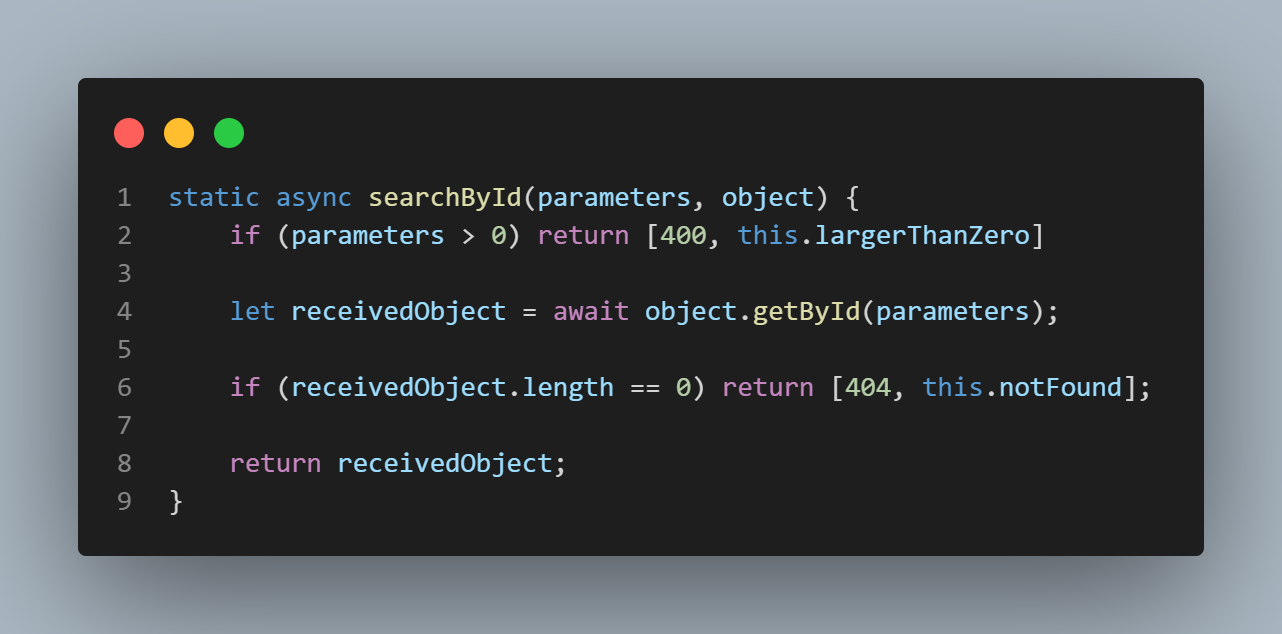 1 static async searchById(parameters, object) {
2     if (parameters > 0) return [400, this.largerThanZero]
3
4     let receivedObject = await object.getById(parameters);
5
6     if (receivedObject.length == 0) return [404, this.notFound];
7
8     return receivedObject;
9 }